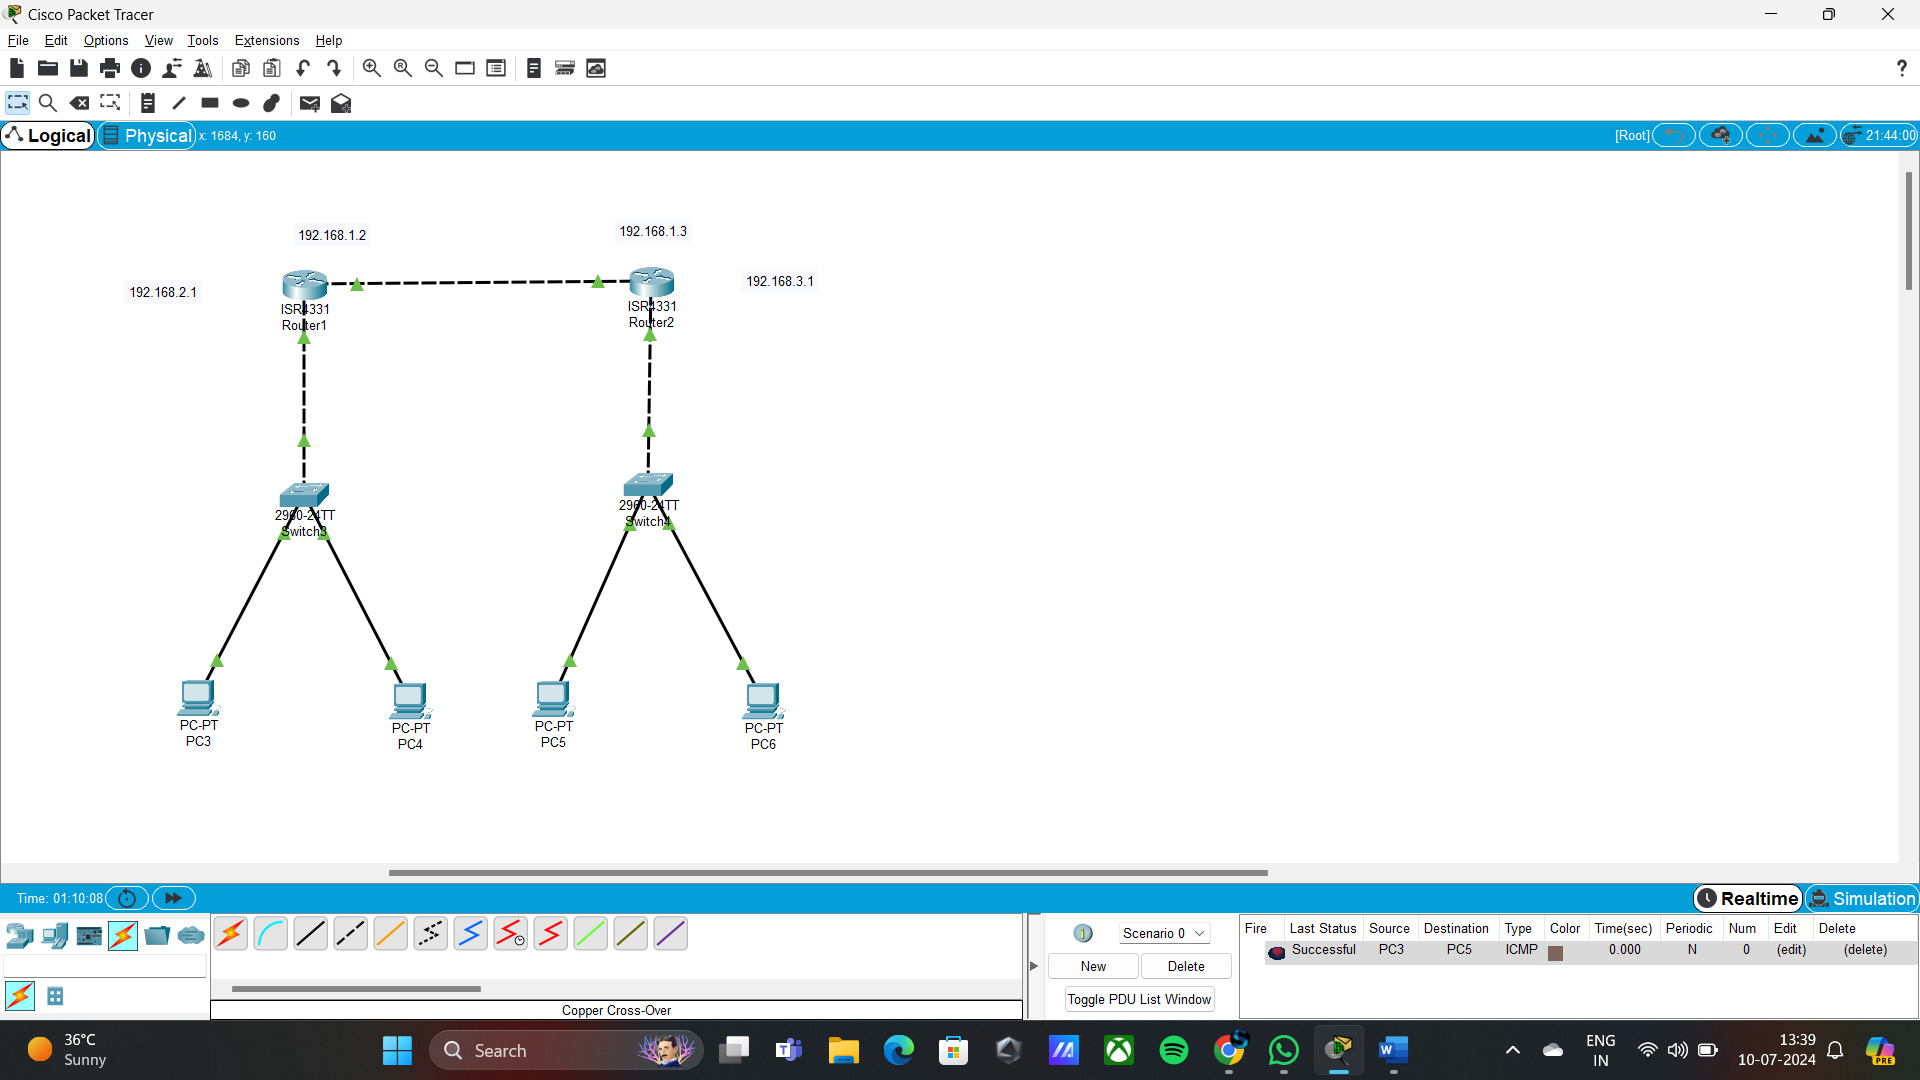 Cisco Packet Tracer
File Edit Options View Tools Extensions Help
?
Logical Physical x: 1684, y: 160 [Root] 21:44:00
192.168.1.2
192.168.1.3
192.168.2.1
192.168.3.1
ISR4331
Router1
ISR4331
Router2
2960-24TT
Switch3
2960-24TT
Switch4
PC-PT
PC3
PC-PT
PC4
PC-PT
PC5
PC-PT
PC6
Time: 01:10:08 Realtime Simulation
Scenario 0
New Delete
Toggle PDU List Window
Fire Last Status Source Destination Type Color Time(sec) Periodic Num Edit Delete
Successful PC3 PC5 ICMP 0.000 N 0 (edit) (delete)
Copper Cross-Over
36°C
Sunny
Search
ENG
IN
13:39
10-07-2024
PRE